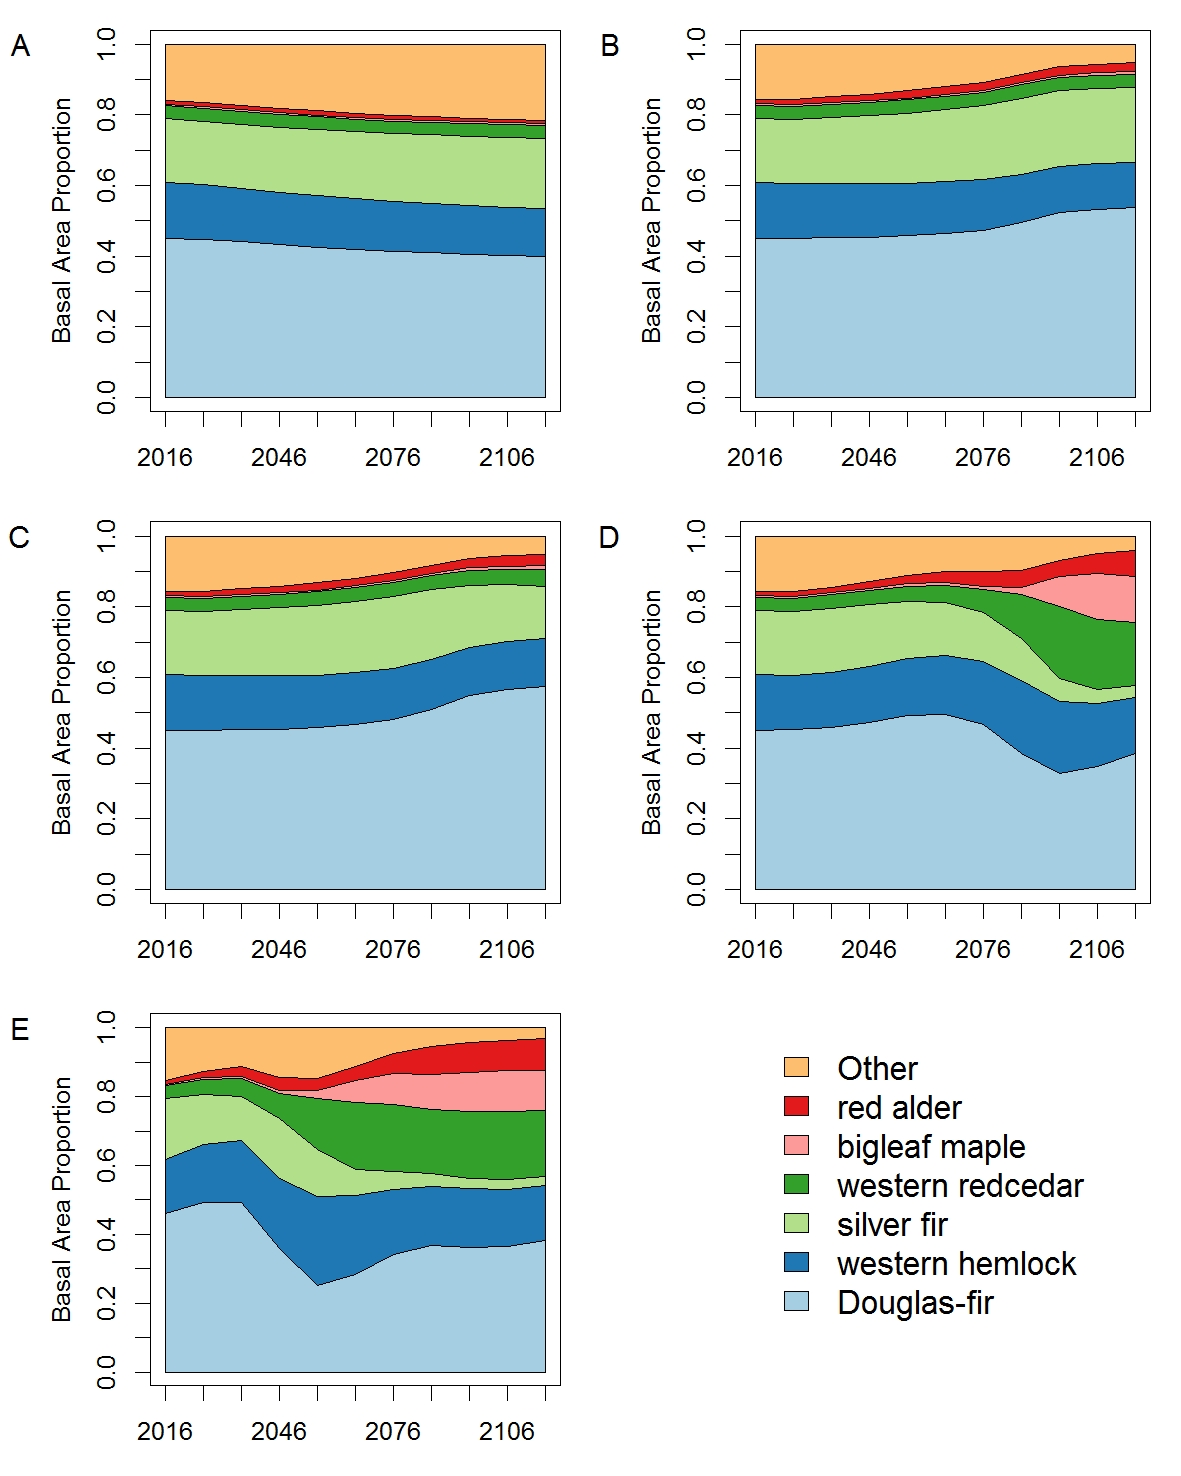 A
Basal Area Proportion
0.0 0.2 0.4 0.6 0.8 1.0
2016 2046 2076 2106
B
Basal Area Proportion
0.0 0.2 0.4 0.6 0.8 1.0
2016 2046 2076 2106
C
Basal Area Proportion
0.0 0.2 0.4 0.6 0.8 1.0
2016 2046 2076 2106
D
Basal Area Proportion
0.0 0.2 0.4 0.6 0.8 1.0
2016 2046 2076 2106
E
Basal Area Proportion
0.0 0.2 0.4 0.6 0.8 1.0
2016 2046 2076 2106
Other
red alder
bigleaf maple
western redcedar
silver fir
western hemlock
Douglas-fir